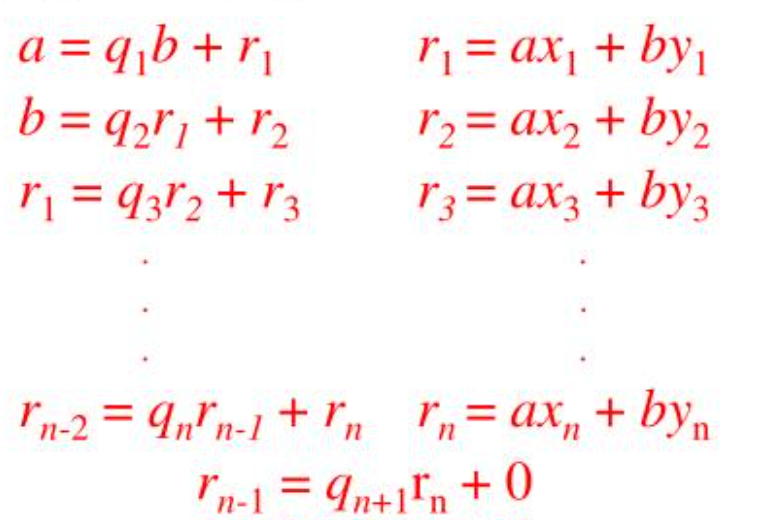 a = q₁b + r₁ r₁ = ax₁ + by₁
b = q₂r₁ + r₂ r₂ = ax₂ + by₂
r₁ = q₃r₂ + r₃ r₃ = ax₃ + by₃
. .
. .
. .
rₙ₋₂ = qₙrₙ₋₁ + rₙ rₙ = axₙ + byₙ
rₙ₋₁ = qₙ₊₁rₙ + 0